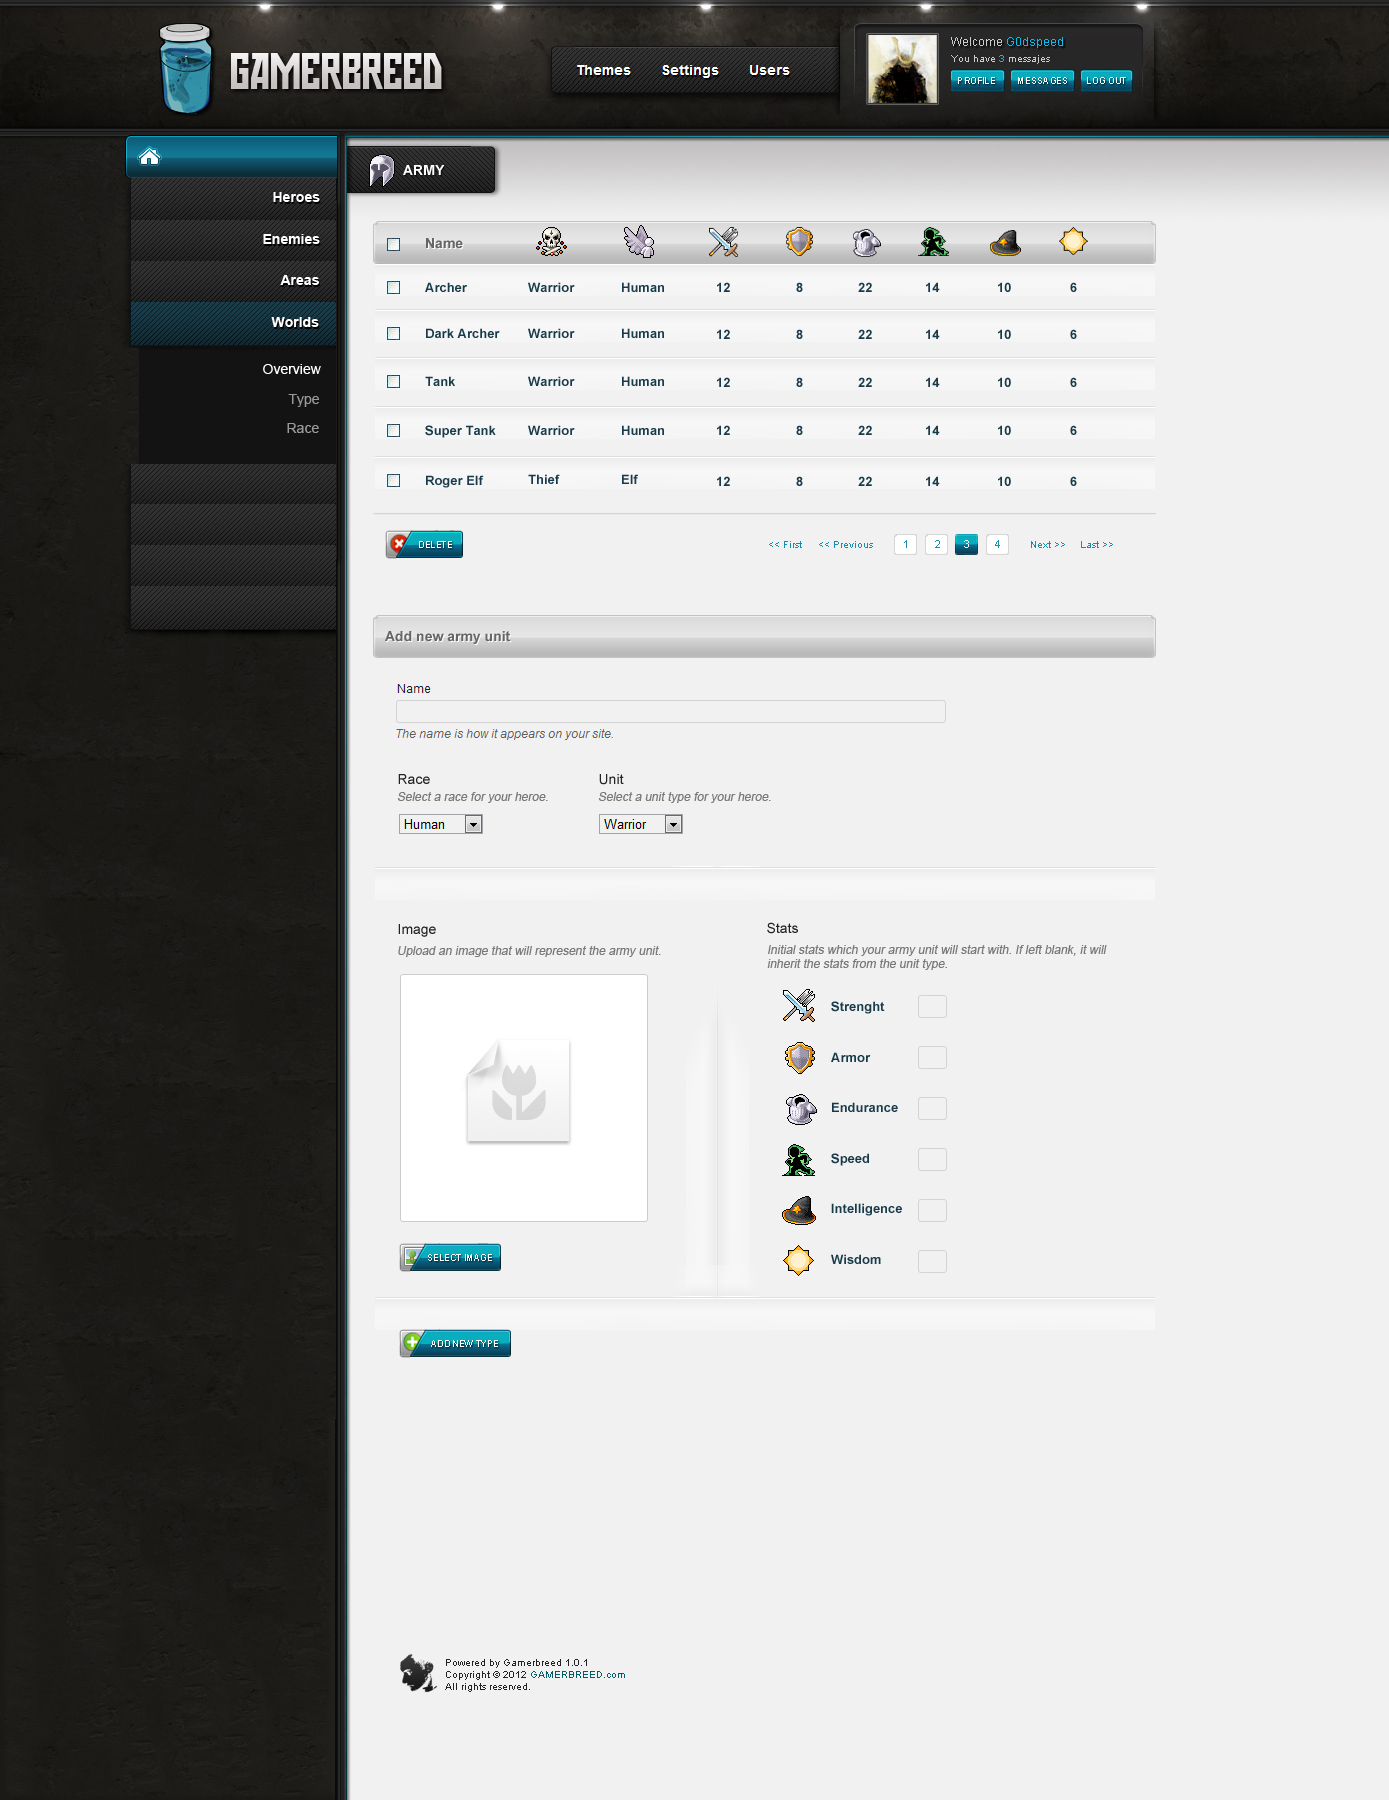 GAMERBREED
Themes Settings Users
Welcome G0dspeed
You have 3 messajes
PROFILE MESSAGES LOG OUT
Heroes
Enemies
Areas
Worlds
Overview
Type
Race
ARMY
Name
Archer Warrior Human 12 8 22 14 10 6
Dark Archer Warrior Human 12 8 22 14 10 6
Tank Warrior Human 12 8 22 14 10 6
Super Tank Warrior Human 12 8 22 14 10 6
Roger Elf Thief Elf 12 8 22 14 10 6
DELETE << First << Previous 1 2 3 4 Next >> Last >>
Add new army unit
Name
The name is how it appears on your site.
Race Unit
Select a race for your heroe. Select a unit type for your heroe.
Human Warrior
Image
Upload an image that will represent the army unit.
SELECT IMAGE
Stats
Initial stats which your army unit will start with. If left blank, it will
inherit the stats from the unit type.
Strenght
Armor
Endurance
Speed
Intelligence
Wisdom
ADD NEW TYPE
Powered by Gamerbreed 1.0.1
Copyright © 2012 GAMERBREED.com
All rights reserved.